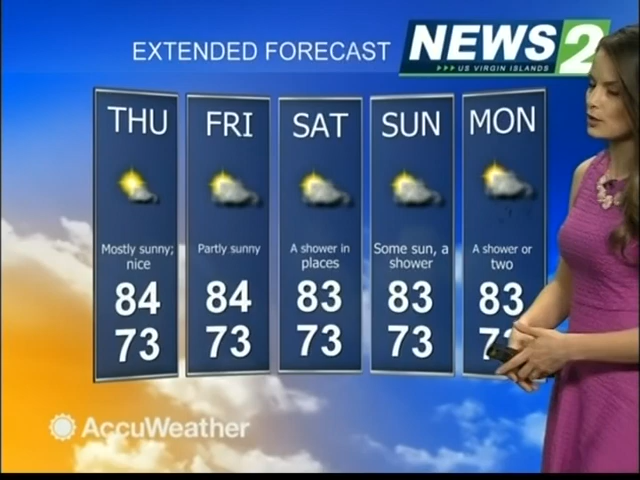 EXTENDED FORECAST
NEWS 2
US VIRGIN ISLANDS
THU FRI SAT SUN MON
Mostly sunny; nice
Partly sunny
A shower in places
Some sun, a shower
A shower or two
84 84 83 83 83
73 73 73 73
AccuWeather